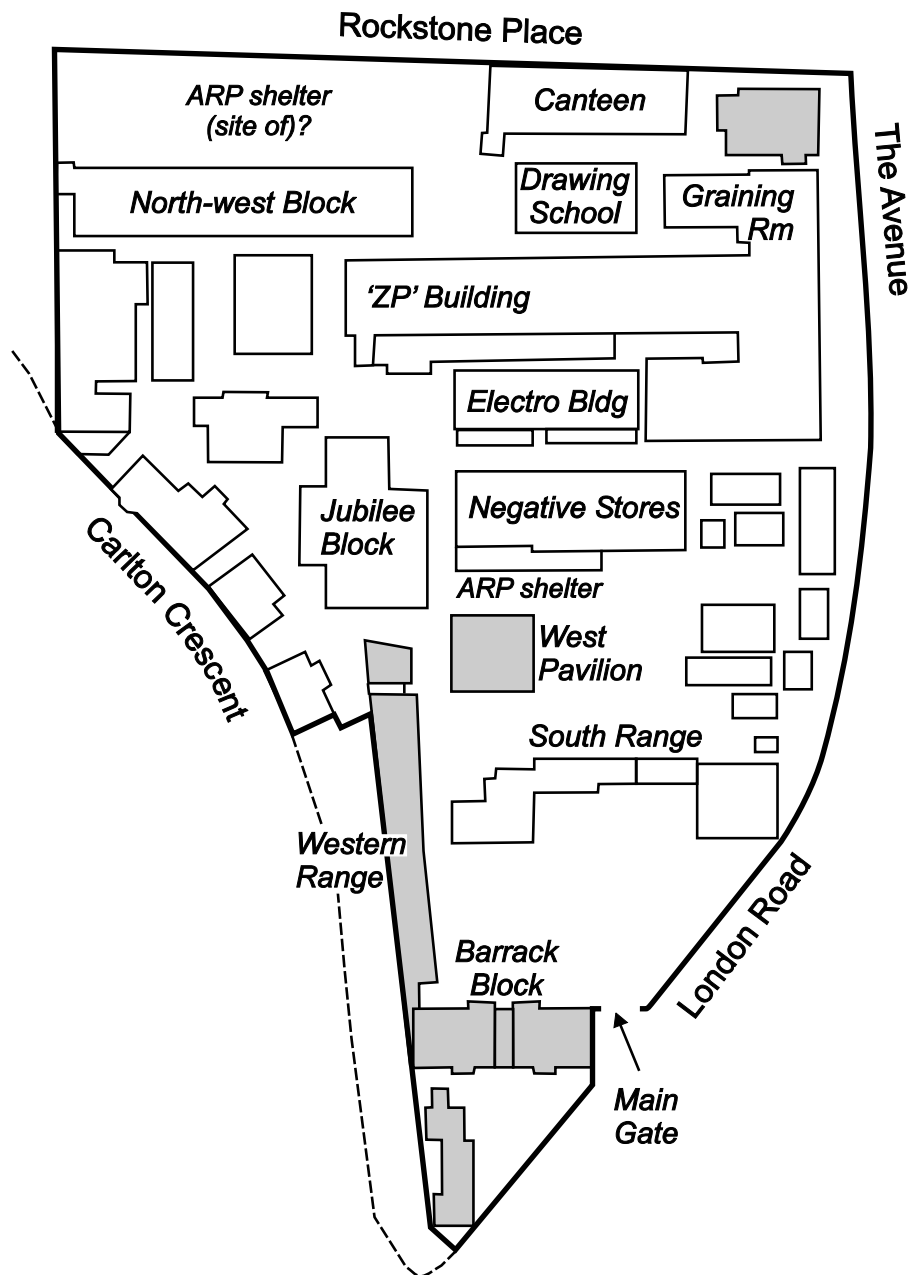 Rockstone Place
ARP shelter
(site of)?
Canteen
The Avenue
North-west Block
Drawing
School
Graining
Rm
‘ZP’ Building
Electro Bldg
Jubilee
Block
Negative Stores
Carlton Crescent
ARP shelter
West
Pavilion
South Range
Western
Range
London Road
Barrack
Block
Main
Gate